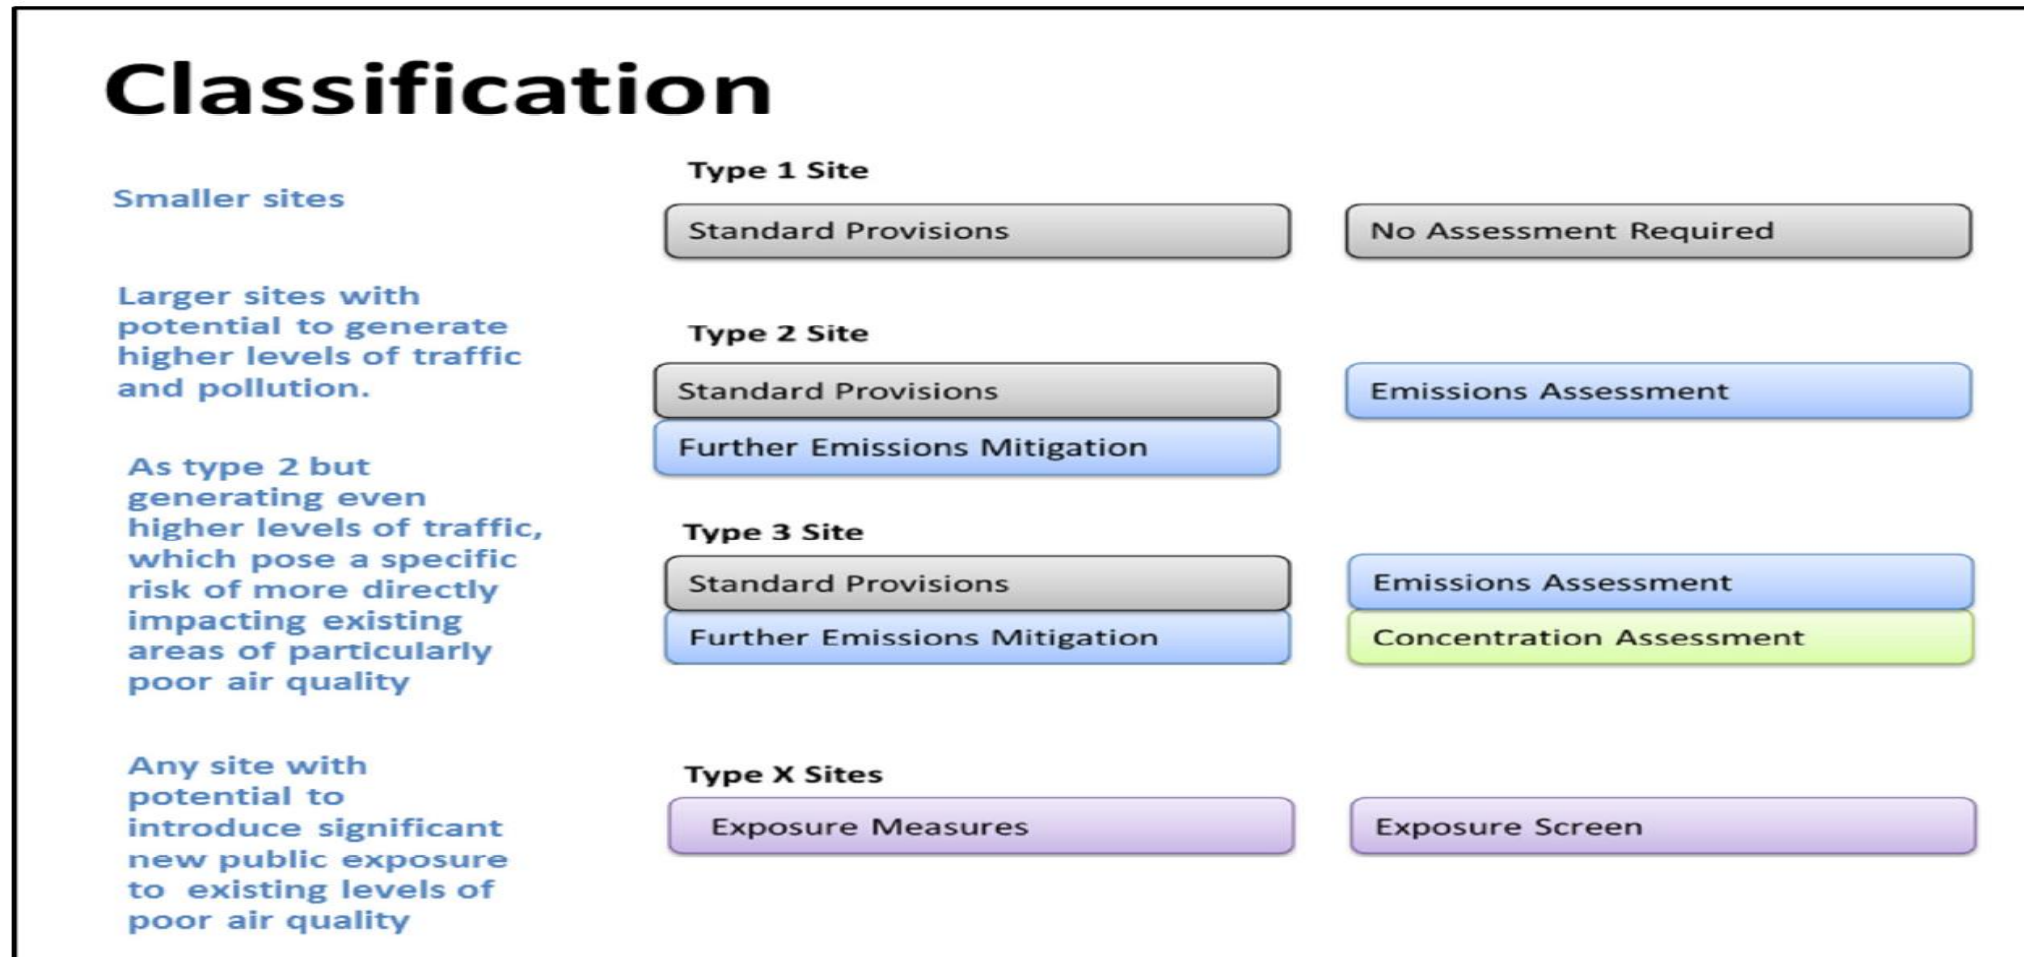 Classification
Smaller sites
Type 1 Site
Standard Provisions
No Assessment Required
Larger sites with
potential to generate
higher levels of traffic
and pollution.
Type 2 Site
Standard Provisions
Emissions Assessment
Further Emissions Mitigation
As type 2 but
generating even
higher levels of traffic,
which pose a specific
risk of more directly
impacting existing
areas of particularly
poor air quality
Type 3 Site
Standard Provisions
Emissions Assessment
Further Emissions Mitigation
Concentration Assessment
Any site with
potential to
introduce significant
new public exposure
to existing levels of
poor air quality
Type X Sites
Exposure Measures
Exposure Screen